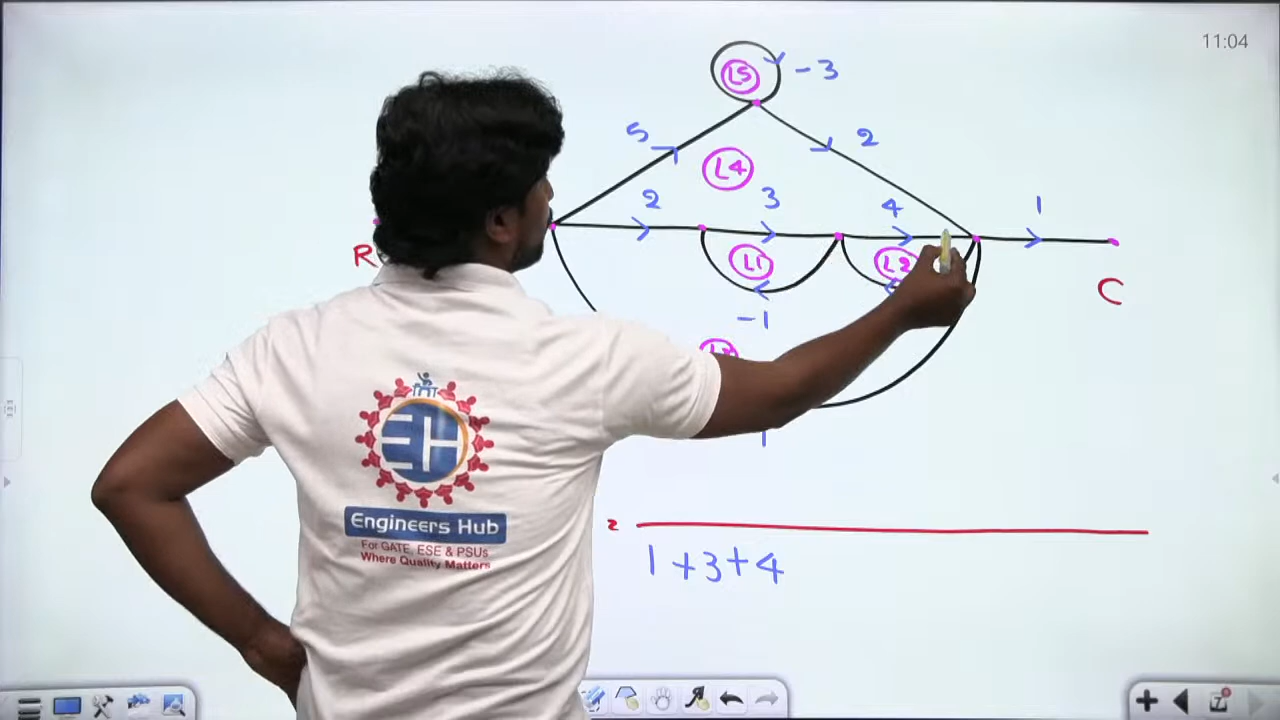 11:04
L5
-3
5
2
L4
2
3
4
1
R
L1
L2
C
-1
1
1+3+4
EH
Engineers Hub
For GATE, ESE & PSUs
Where Quality Matters